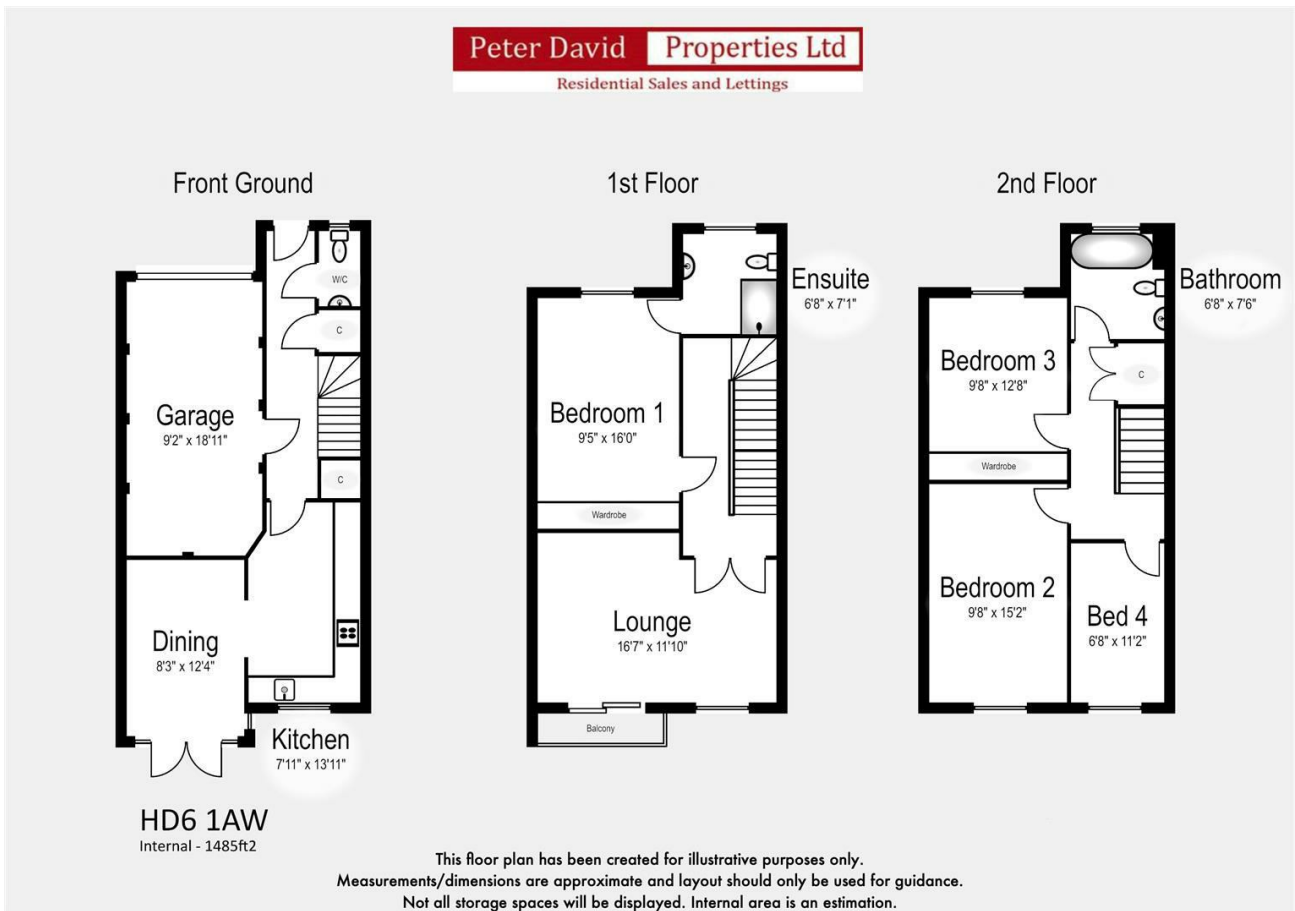 Peter David Properties Ltd
Residential Sales and Lettings
Front Ground
W/C
C
Garage
9'2" x 18'11"
C
Dining
8'3" x 12'4"
Kitchen
7'11" x 13'11"
HD6 1AW
Internal - 1485ft2
1st Floor
Ensuite
6'8" x 7'1"
Bedroom 1
9'5" x 16'0"
Wardrobe
Lounge
16'7" x 11'10"
Balcony
2nd Floor
Bathroom
6'8" x 7'6"
Bedroom 3
9'8" x 12'8"
C
Wardrobe
Bedroom 2
9'8" x 15'2"
Bed 4
6'8" x 11'2"
This floor plan has been created for illustrative purposes only.
Measurements/dimensions are approximate and layout should only be used for guidance.
Not all storage spaces will be displayed. Internal area is an estimation.